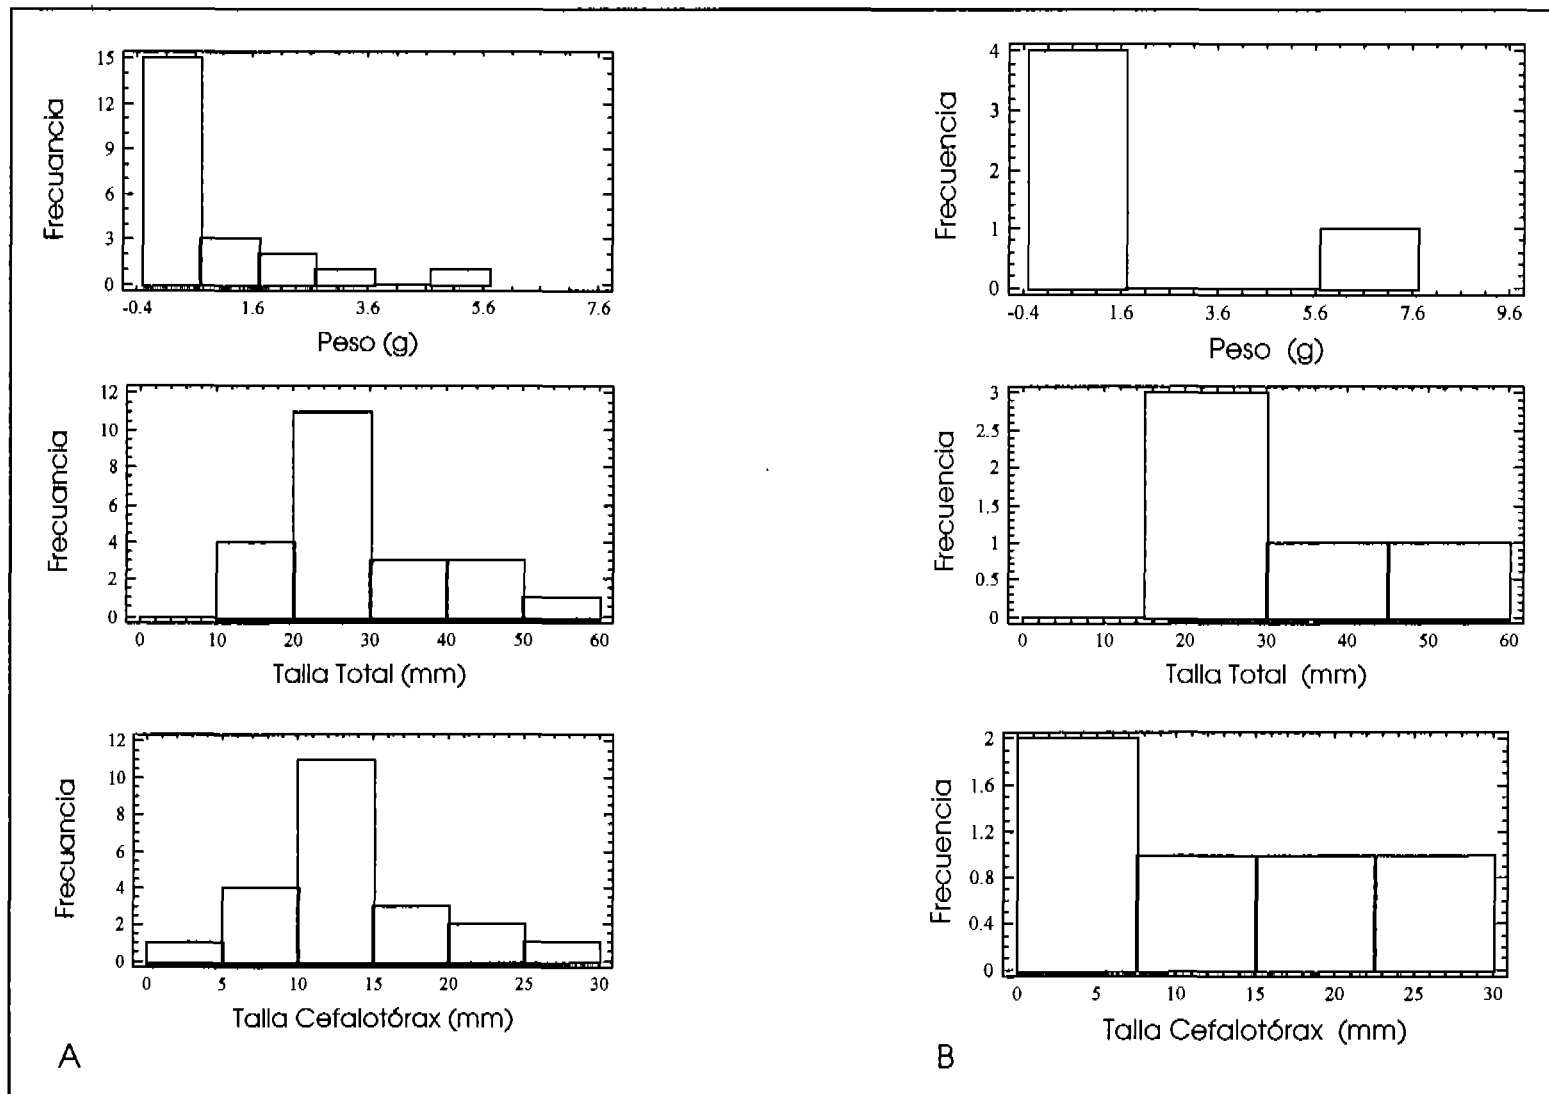 15
12
9
6
3
0
Frecuancia
-0.4 1.6 3.6 5.6 7.6
Peso (g)
4
3
2
1
0
Frecuencia
-0.4 1.6 3.6 5.6 7.6 9.6
Peso (g)
12
10
8
6
4
2
0
Frecuancia
0 10 20 30 40 50 60
Talla Total (mm)
3
2.5
2
1.5
1
0.5
0
Frecuencia
0 10 20 30 40 50 60
Talla Total (mm)
12
10
8
6
4
2
0
Frecuancia
0 5 10 15 20 25 30
Talla Cefalotórax (mm)
2
1.6
1.2
0.8
0.4
0
Frecuencia
0 5 10 15 20 25 30
Talla Cefalotórax (mm)
A
B